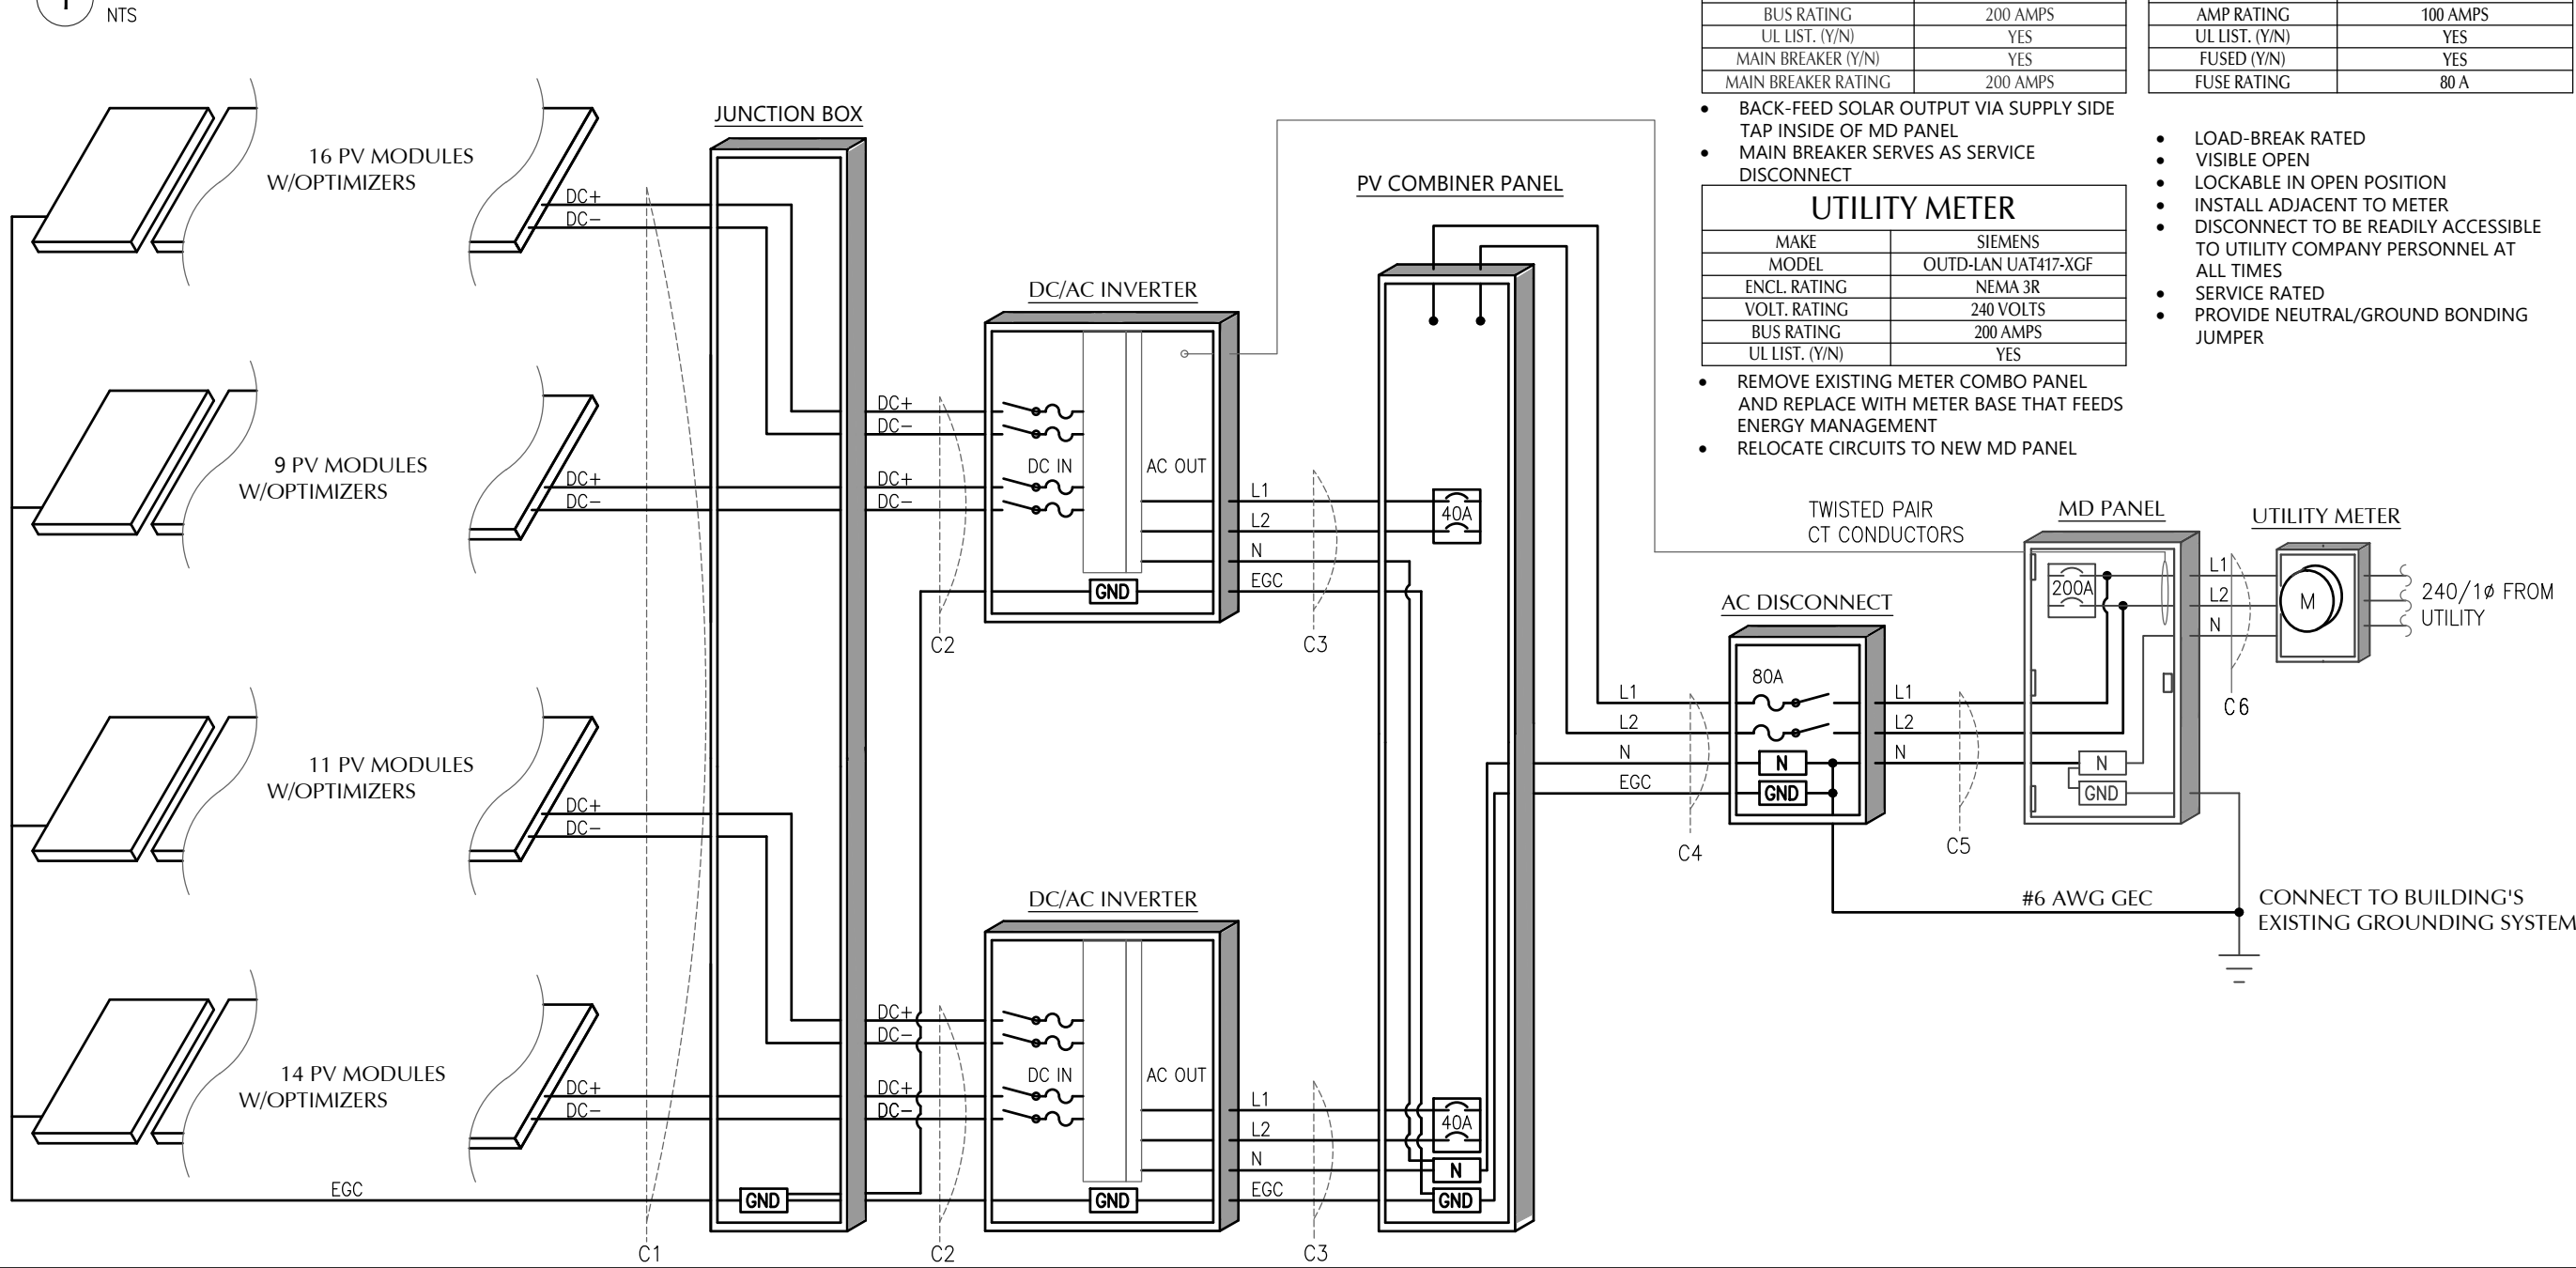 1
NTS
BUS RATING 200 AMPS
UL LIST. (Y/N) YES
MAIN BREAKER (Y/N) YES
MAIN BREAKER RATING 200 AMPS
AMP RATING 100 AMPS
UL LIST. (Y/N) YES
FUSED (Y/N) YES
FUSE RATING 80 A
• BACK-FEED SOLAR OUTPUT VIA SUPPLY SIDE
TAP INSIDE OF MD PANEL
• MAIN BREAKER SERVES AS SERVICE
DISCONNECT
• LOAD-BREAK RATED
• VISIBLE OPEN
• LOCKABLE IN OPEN POSITION
• INSTALL ADJACENT TO METER
• DISCONNECT TO BE READILY ACCESSIBLE
TO UTILITY COMPANY PERSONNEL AT
ALL TIMES
• SERVICE RATED
• PROVIDE NEUTRAL/GROUND BONDING
JUMPER
UTILITY METER
MAKE SIEMENS
MODEL OUTD-LAN UAT417-XGF
ENCL. RATING NEMA 3R
VOLT. RATING 240 VOLTS
BUS RATING 200 AMPS
UL LIST. (Y/N) YES
• REMOVE EXISTING METER COMBO PANEL
AND REPLACE WITH METER BASE THAT FEEDS
ENERGY MANAGEMENT
• RELOCATE CIRCUITS TO NEW MD PANEL
16 PV MODULES
W/OPTIMIZERS
DC+
DC-
9 PV MODULES
W/OPTIMIZERS
DC+
DC-
11 PV MODULES
W/OPTIMIZERS
DC+
DC-
14 PV MODULES
W/OPTIMIZERS
DC+
DC-
EGC
C1
JUNCTION BOX
GND
DC+
DC-
DC+
DC-
C2
DC+
DC-
DC+
DC-
C2
DC/AC INVERTER
DC IN
AC OUT
GND
L1
L2
N
EGC
C3
DC/AC INVERTER
DC IN
AC OUT
GND
L1
L2
N
EGC
C3
PV COMBINER PANEL
40A
40A
N
GND
L1
L2
N
EGC
C4
AC DISCONNECT
80A
N
GND
L1
L2
N
C5
TWISTED PAIR
CT CONDUCTORS
MD PANEL
200A
N
GND
L1
L2
N
C6
UTILITY METER
M
240/1ø FROM
UTILITY
#6 AWG GEC
CONNECT TO BUILDING'S
EXISTING GROUNDING SYSTEM